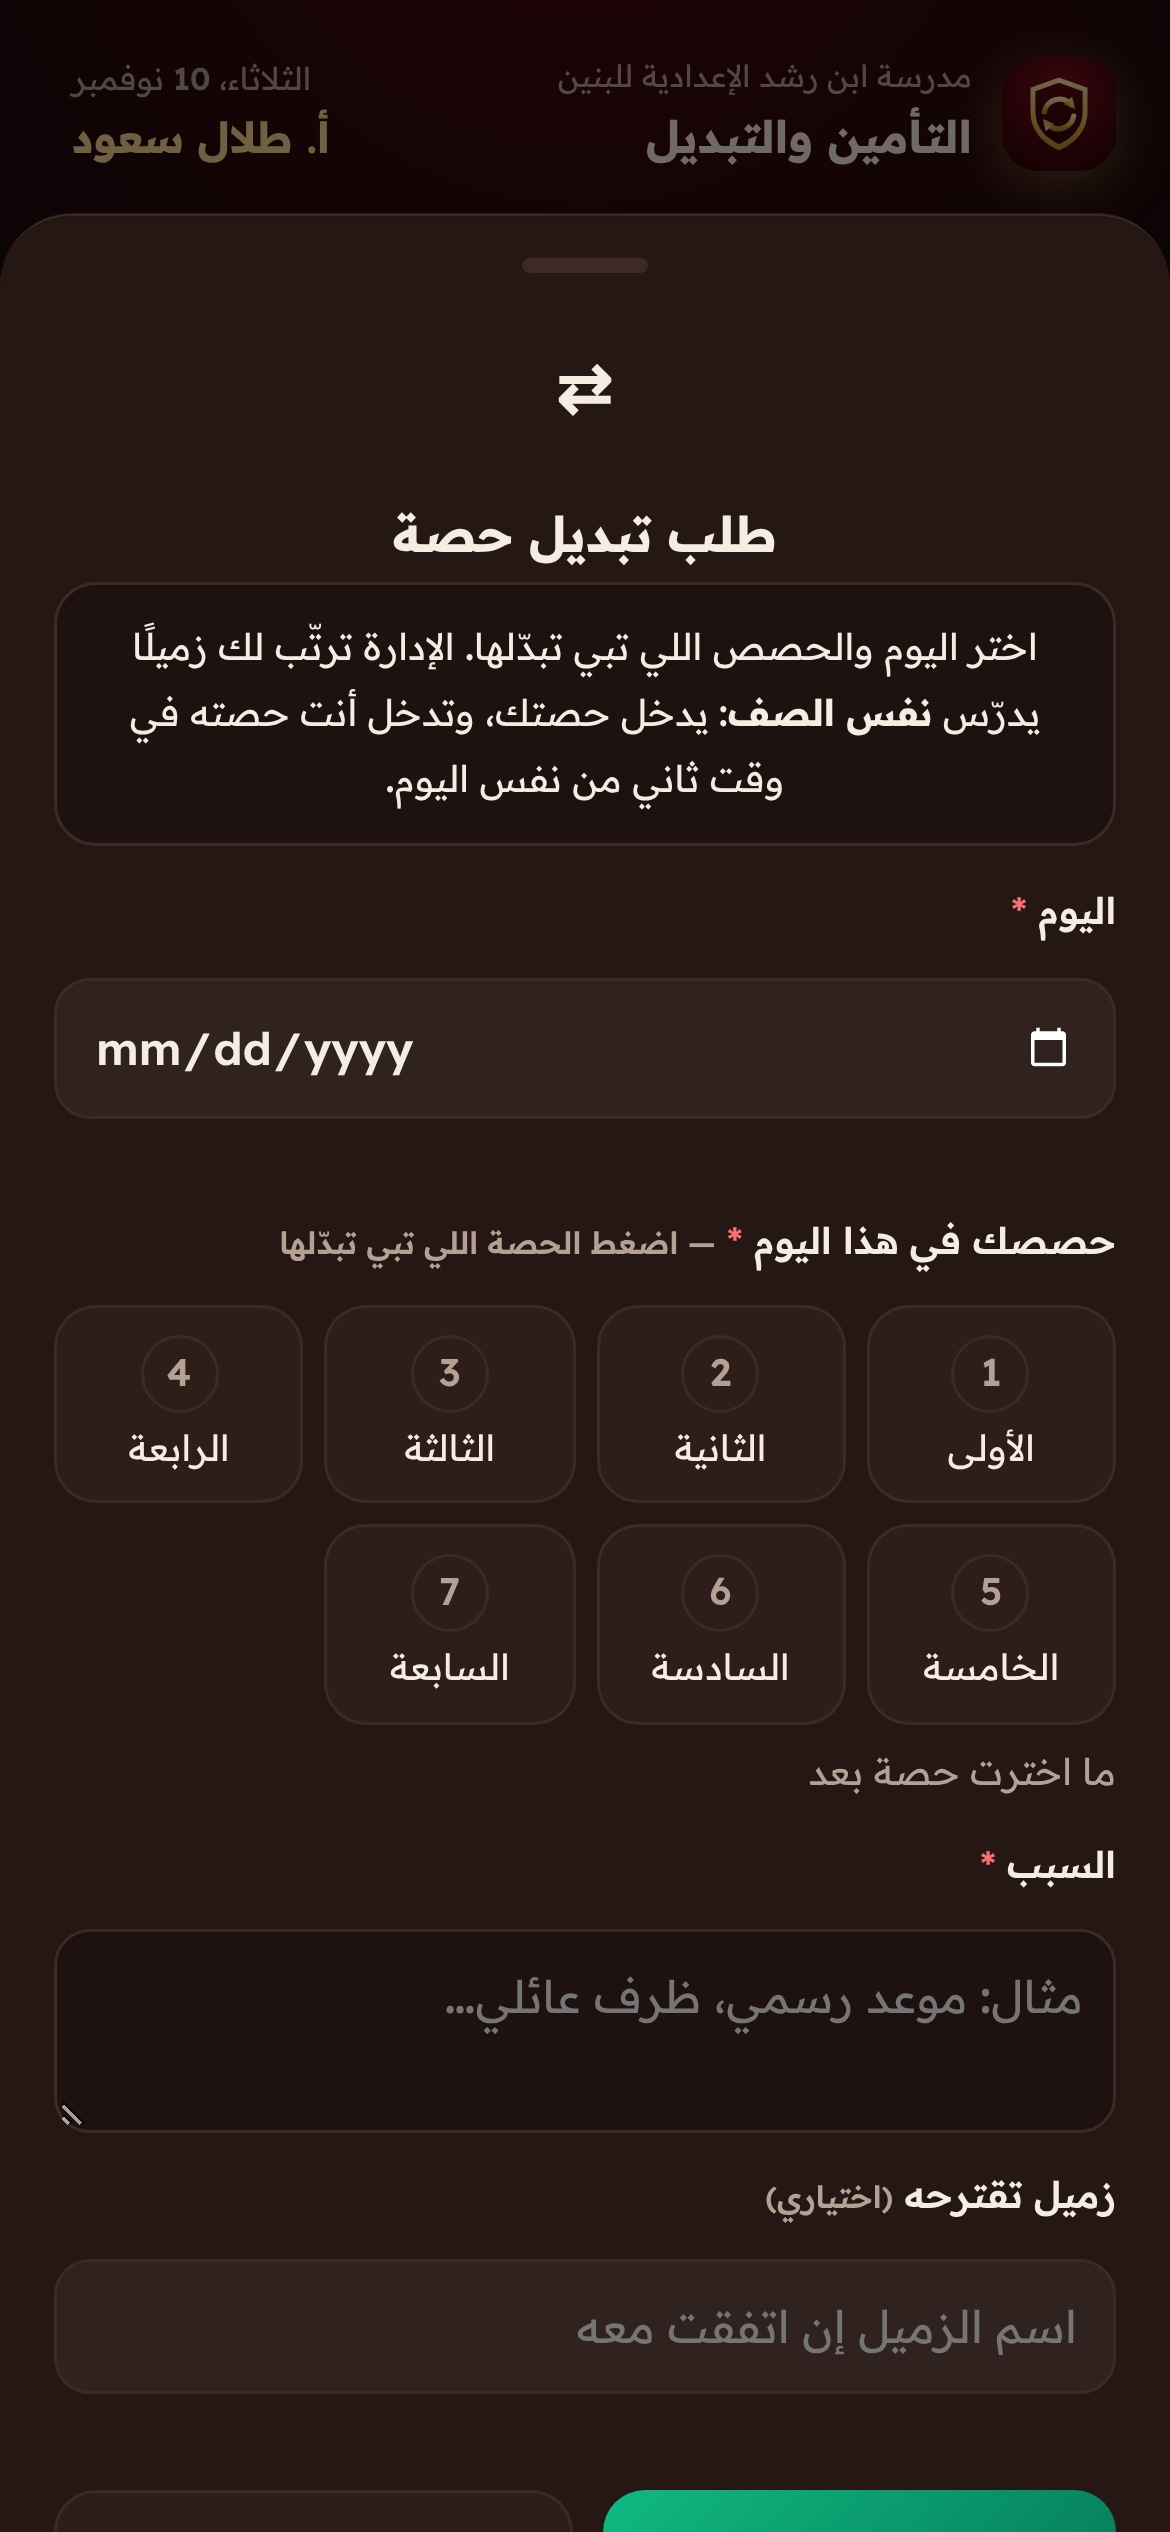 مدرسة ابن رشد الإعدادية للبنين
التأمين والتبديل
الثلاثاء، 10 نوفمبر
أ. طلال سعود
طلب تبديل حصة
اختر اليوم والحصص اللي تبي تبدّلها. الإدارة ترتّب لك زميلًا
يدرّس نفس الصف: يدخل حصتك، وتدخل أنت حصته في
وقت ثاني من نفس اليوم.
اليوم *
mm/dd/yyyy
حصصك في هذا اليوم * — اضغط الحصة اللي تبي تبدّلها
1
الأولى
2
الثانية
3
الثالثة
4
الرابعة
5
الخامسة
6
السادسة
7
السابعة
ما اخترت حصة بعد
السبب *
مثال: موعد رسمي، ظرف عائلي...
زميل تقترحه (اختياري)
اسم الزميل إن اتفقت معه